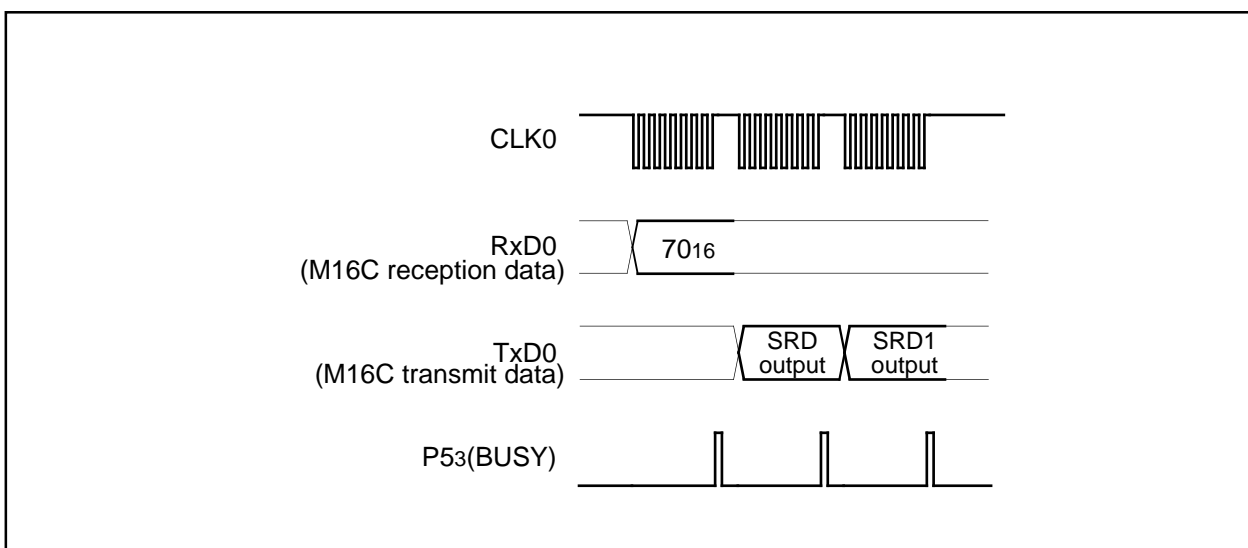 CLK0
RxD0
(M16C reception data)
7016
TxD0
(M16C transmit data)
SRD
output
SRD1
output
P53(BUSY)